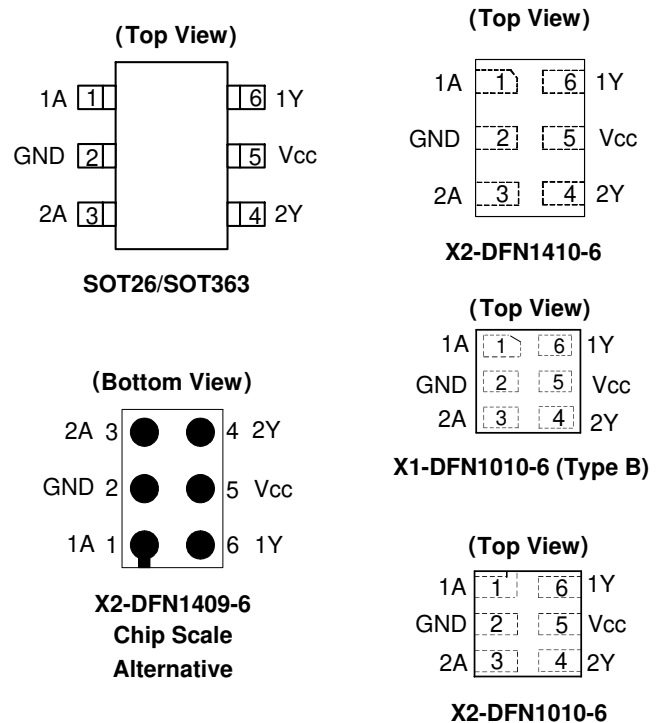 (Top View)
1A 1 6 1Y
GND 2 5 Vcc
2A 3 4 2Y
SOT26/SOT363
(Bottom View)
2A 3 4 2Y
GND 2 5 Vcc
1A 1 6 1Y
X2-DFN1409-6
Chip Scale
Alternative
(Top View)
1A 1 6 1Y
GND 2 5 Vcc
2A 3 4 2Y
X2-DFN1410-6
(Top View)
1A 1 6 1Y
GND 2 5 Vcc
2A 3 4 2Y
X1-DFN1010-6 (Type B)
(Top View)
1A 1 6 1Y
GND 2 5 Vcc
2A 3 4 2Y
X2-DFN1010-6